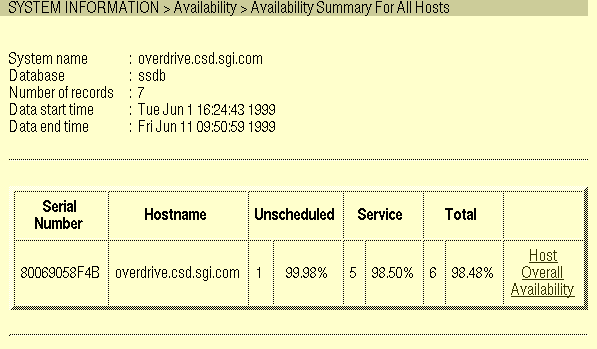 SYSTEM INFORMATION > Availability > Availability Summary For All Hosts
System name : overdrive.csd.sgi.com
Database : ssdb
Number of records : 7
Data start time : Tue Jun 1 16:24:43 1999
Data end time : Fri Jun 11 09:50:59 1999
Serial Number Hostname Unscheduled Service Total
80069058F4B overdrive.csd.sgi.com 1 99.98% 5 98.50% 6 98.48% Host Overall Availability